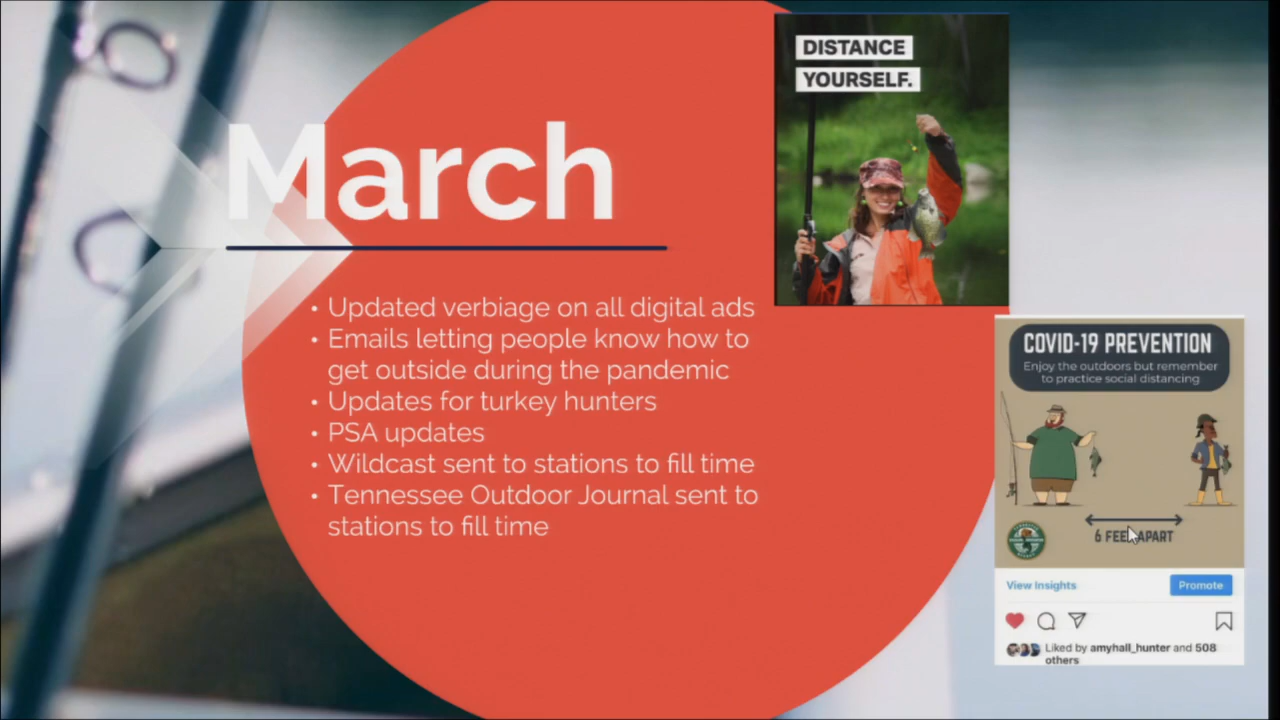 DISTANCE
YOURSELF.
March
• Updated verbiage on all digital ads
• Emails letting people know how to
get outside during the pandemic
• Updates for turkey hunters
• PSA updates
• Wildcast sent to stations to fill time
• Tennessee Outdoor Journal sent to
stations to fill time
COVID-19 PREVENTION
Enjoy the outdoors but remember
to practice social distancing
6 FEET APART
View Insights
Promote
Liked by amyhall_hunter and 508
others